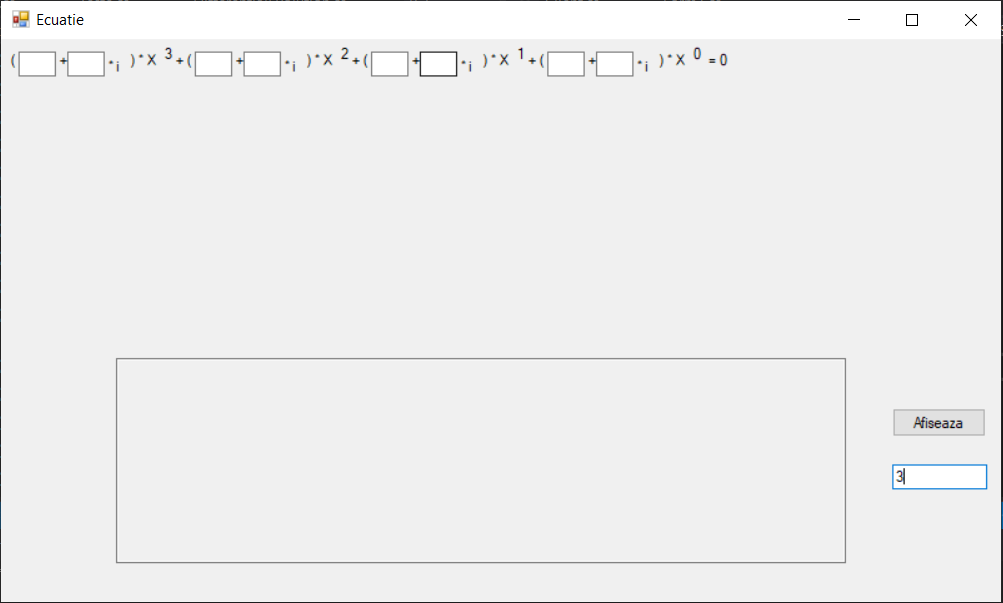 Ecuatie
( + *i )*X 3+( + *i )*X 2+( + *i )*X 1+( + *i )*X 0 = 0
Afiseaza
3